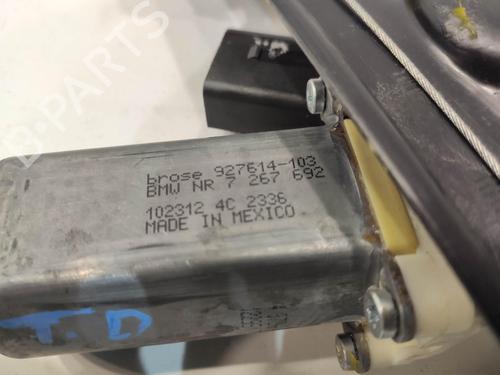 brose 927614-103
BMW NR 7 267 692
102312 4C 2336
MADE IN MEXICO
T.D
B-PARTS